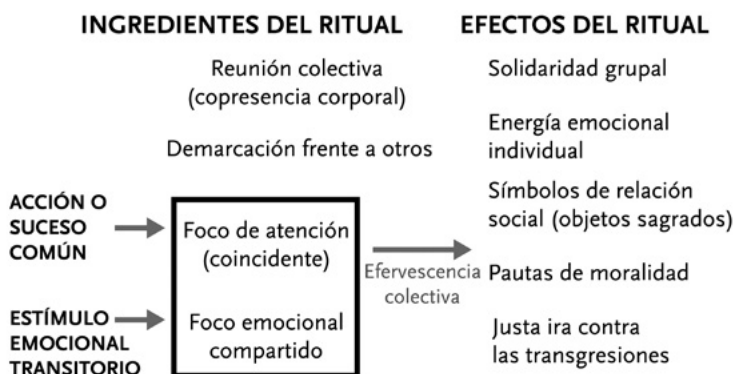 INGREDIENTES DEL RITUAL
EFECTOS DEL RITUAL
Reunión colectiva
(copresencia corporal)
Demarcación frente a otros
ACCIÓN O
SUCESO
COMÚN
Foco de atención
(coincidente)
ESTÍMULO
EMOCIONAL
TRANSITORIO
Foco emocional
compartido
Efervescencia
colectiva
Solidaridad grupal
Energía emocional
individual
Símbolos de relación
social (objetos sagrados)
Pautas de moralidad
Justa ira contra
las transgresiones